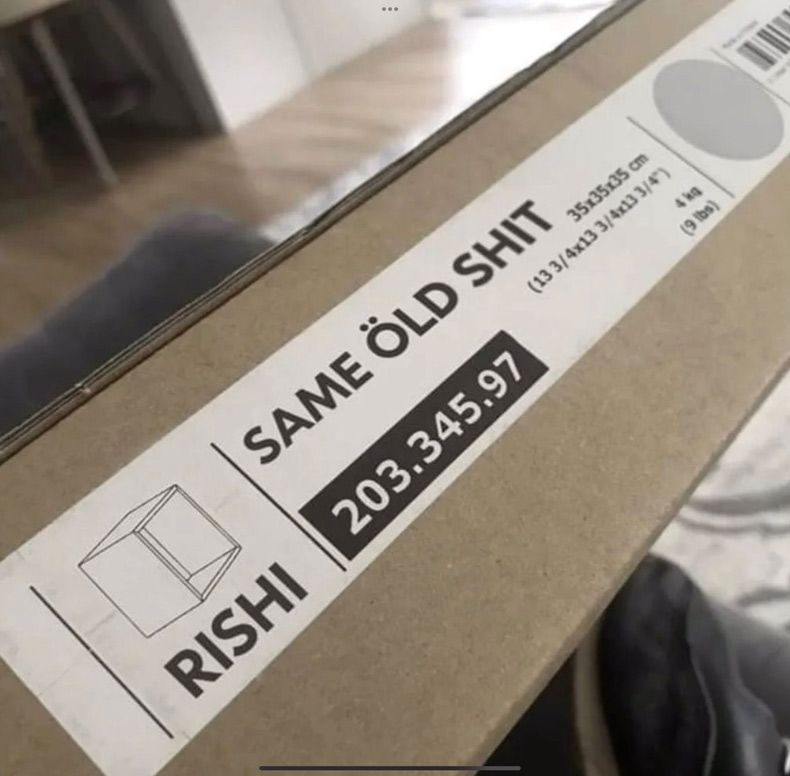 RISHI
SAME ÖLD SHIT
203.345.97
35x35x35 cm
(13 3/4x13 3/4x13 3/4")
4 kg
(9 lbs)